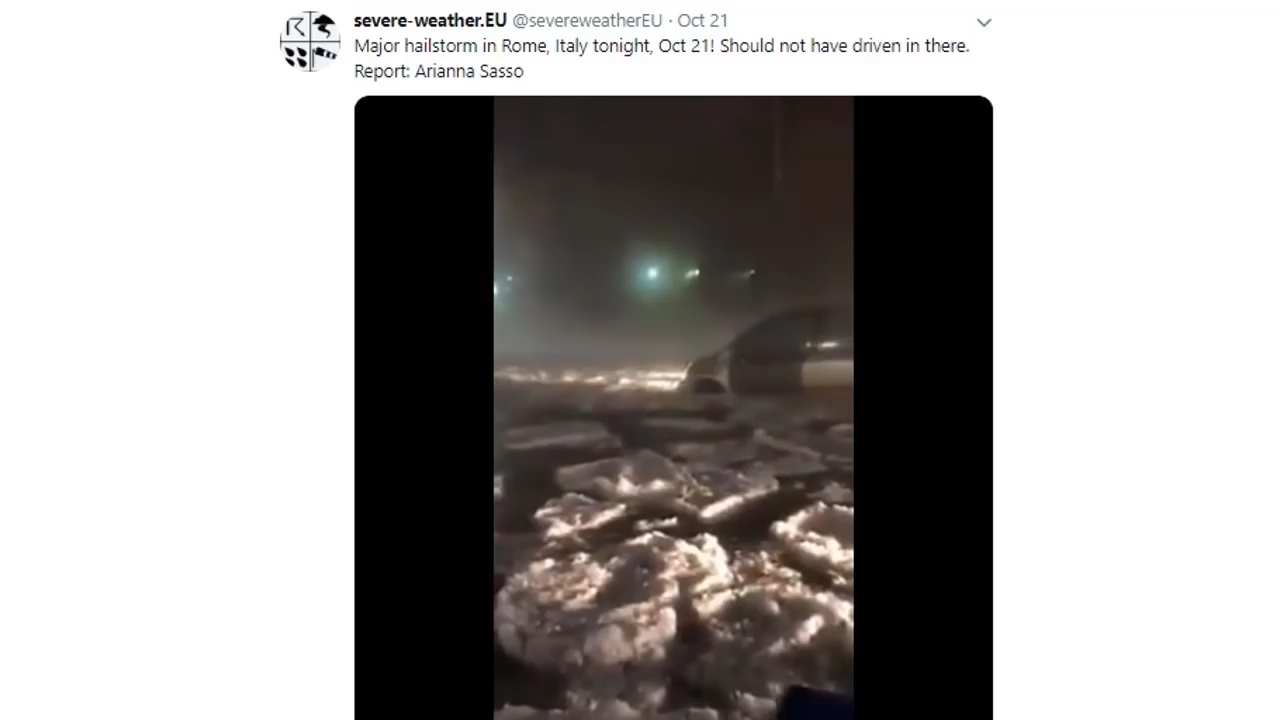 severe-weather.EU @severeweatherEU · Oct 21
Major hailstorm in Rome, Italy tonight, Oct 21! Should not have driven in there.
Report: Arianna Sasso